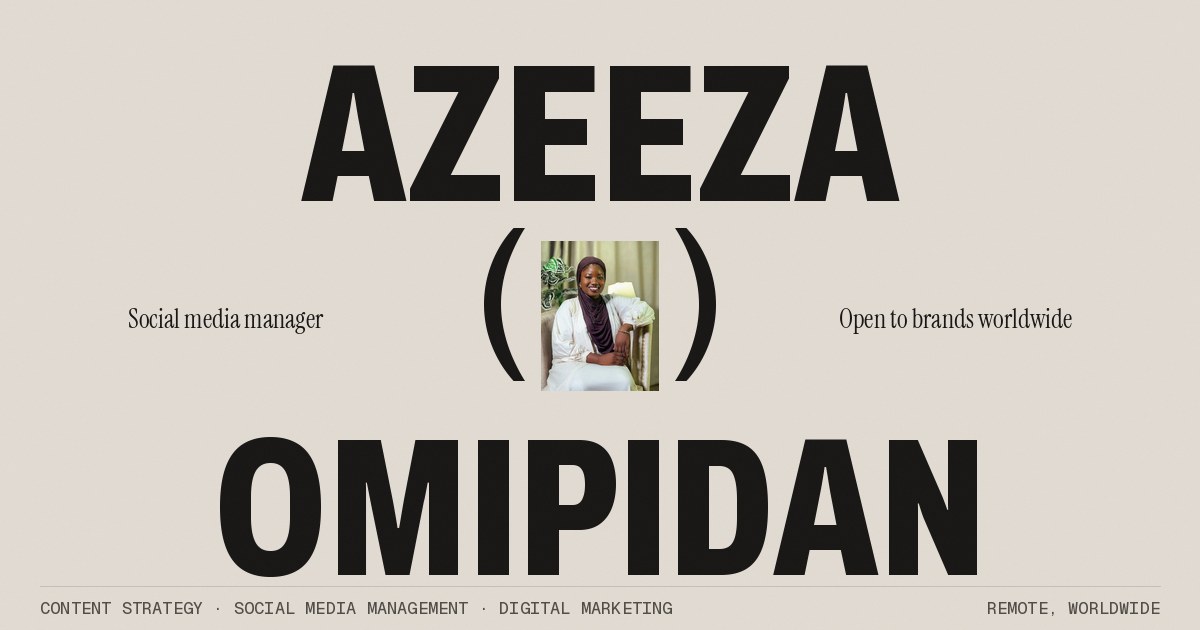 AZEEZA
(
)
Social media manager
Open to brands worldwide
OMIPIDAN
CONTENT STRATEGY · SOCIAL MEDIA MANAGEMENT · DIGITAL MARKETING
REMOTE, WORLDWIDE